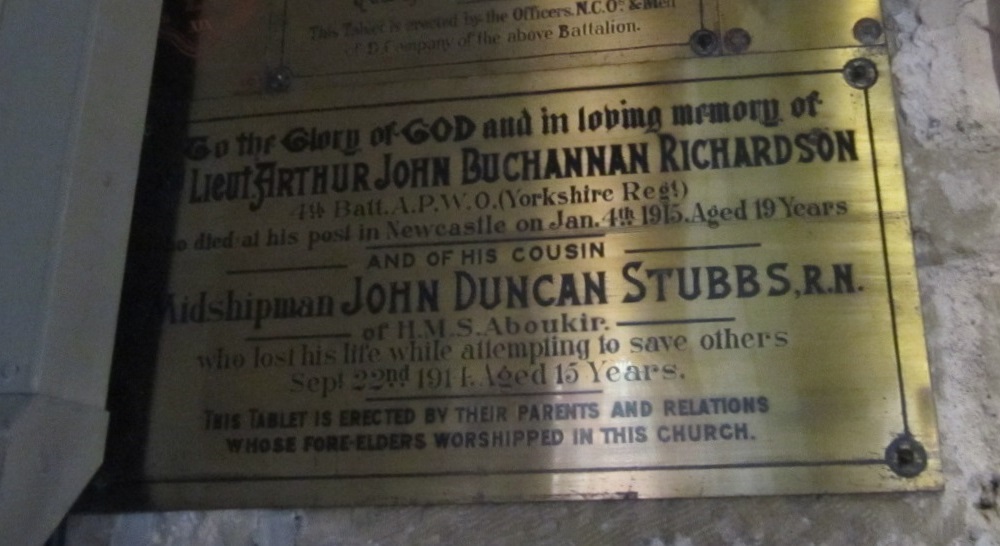 This Tablet is erected by the Officers. N.C.Os. & Men
of D. Company of the above Battalion.
To the Glory of GOD and in loving memory of
Lieut. ARTHUR JOHN BUCHANNAN RICHARDSON
4th Batt. A.P.W.O. (Yorkshire Regt)
who died at his post in Newcastle on Jan. 4th 1915. Aged 19 Years
AND OF HIS COUSIN
Midshipman JOHN DUNCAN STUBBS, R.N.
of H.M.S. Aboukir.
who lost his life while attempting to save others
Sept 22nd 1914. Aged 15 Years.
THIS TABLET IS ERECTED BY THEIR PARENTS AND RELATIONS
WHOSE FORE-ELDERS WORSHIPPED IN THIS CHURCH.